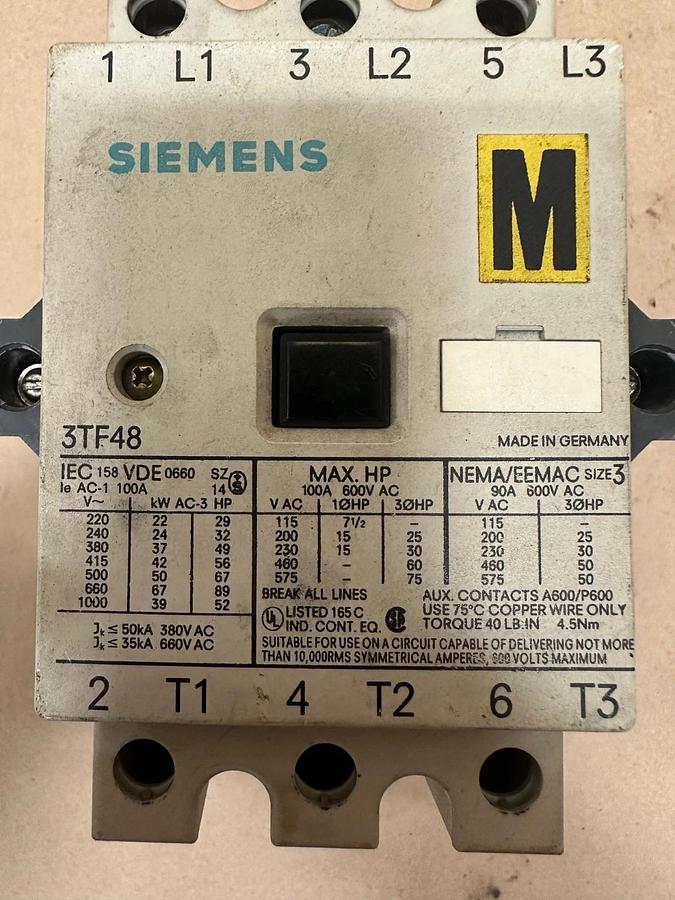 1 L1 3 L2 5 L3
SIEMENS
M
3TF48
MADE IN GERMANY
IEC 158 VDE 0660 SZ
Ie AC-1 100A 14 S
V~ kW AC-3 HP
220 22 29
240 24 32
380 37 49
415 42 56
500 50 67
660 67 89
1000 39 52
Jk ≤ 50kA 380V AC
Jk ≤ 35kA 660V AC
MAX. HP
100A 600V AC
V AC 1ØHP 3ØHP
115 7½ –
200 15 25
230 15 30
460 – 60
575 – 75
NEMA/EEMAC SIZE 3
90A 600V AC
V AC 3ØHP
115 –
200 25
230 30
460 50
575 50
BREAK ALL LINES
UL LISTED 165 C
IND. CONT. EQ. SA
AUX. CONTACTS A600/P600
USE 75°C COPPER WIRE ONLY
TORQUE 40 LB:IN 4.5Nm
SUITABLE FOR USE ON A CIRCUIT CAPABLE OF DELIVERING NOT MORE
THAN 10,000RMS SYMMETRICAL AMPERES, 600 VOLTS MAXIMUM
2 T1 4 T2 6 T3